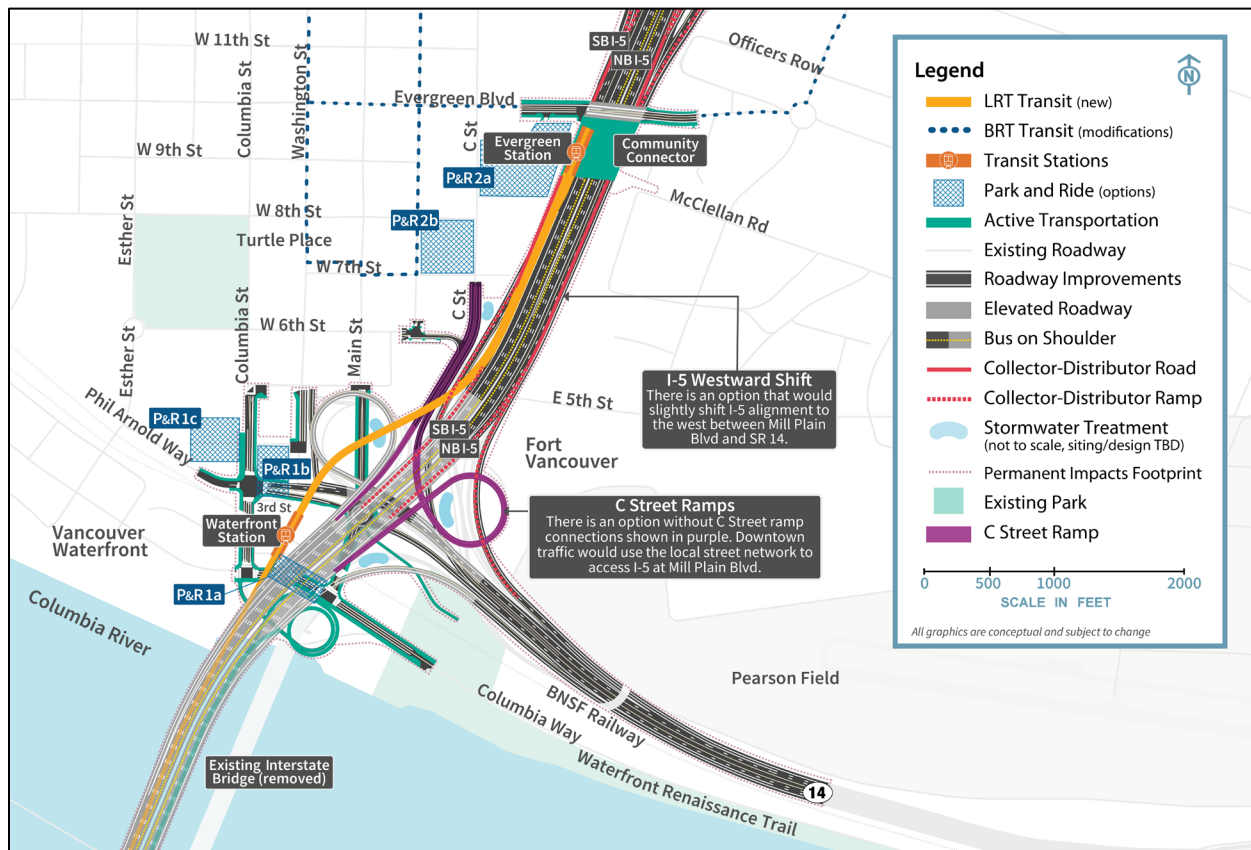 W 11th St
Columbia St
Washington St
SB I-5
NB I-5
Officers Row
Evergreen Blvd
C St
Evergreen
Station
Community
Connector
W 9th St
P&R2a
McClellan Rd
Esther St
W 8th St
P&R2b
Turtle Place
W 7th St
C St
Columbia St
W 6th St
Main St
Esther St
I-5 Westward Shift
There is an option that would
slightly shift I-5 alignment to
the west between Mill Plain
Blvd and SR 14.
E 5th St
Phil Arnold Way
P&R1c
SB I-5
NB I-5
Fort
Vancouver
P&R1b
3rd St
C Street Ramps
There is an option without C Street ramp
connections shown in purple. Downtown
traffic would use the local street network to
access I-5 at Mill Plain Blvd.
Vancouver
Waterfront
Waterfront
Station
P&R1a
Columbia River
Pearson Field
BNSF Railway
Columbia Way
Waterfront Renaissance Trail
Existing Interstate
Bridge (removed)
14
Legend
N
LRT Transit (new)
BRT Transit (modifications)
Transit Stations
Park and Ride (options)
Active Transportation
Existing Roadway
Roadway Improvements
Elevated Roadway
Bus on Shoulder
Collector-Distributor Road
Collector-Distributor Ramp
Stormwater Treatment
(not to scale, siting/design TBD)
Permanent Impacts Footprint
Existing Park
C Street Ramp
0 500 1000 2000
SCALE IN FEET
All graphics are conceptual and subject to change